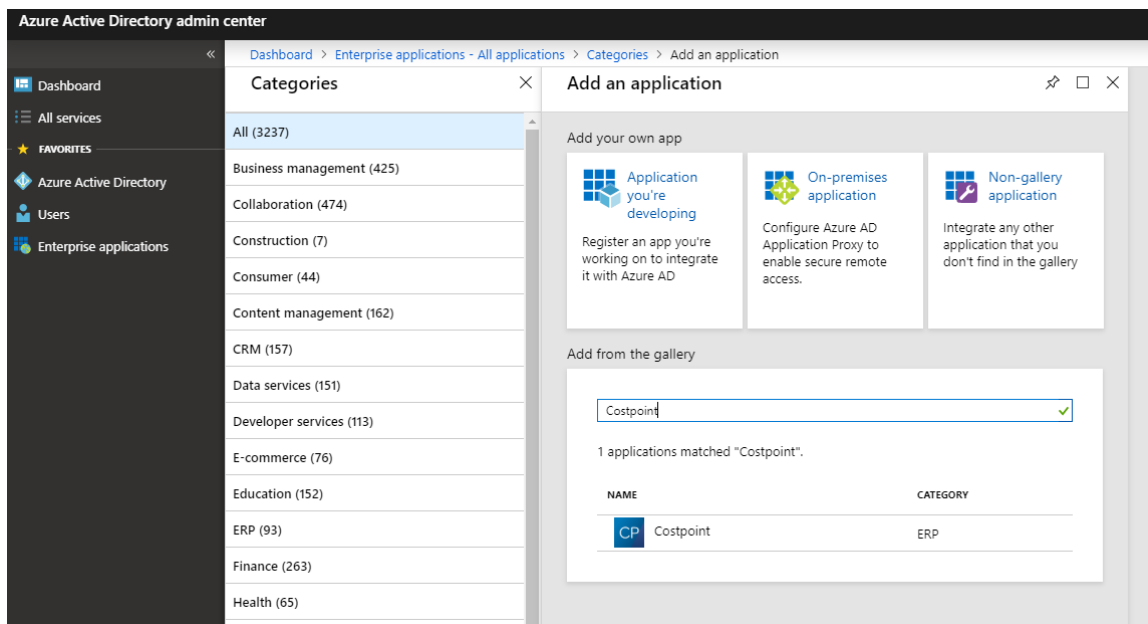 Azure Active Directory admin center
«
Dashboard > Enterprise applications - All applications > Categories > Add an application
Dashboard
All services
FAVORITES
Azure Active Directory
Users
Enterprise applications
Categories
All (3237)
Business management (425)
Collaboration (474)
Construction (7)
Consumer (44)
Content management (162)
CRM (157)
Data services (151)
Developer services (113)
E-commerce (76)
Education (152)
ERP (93)
Finance (263)
Health (65)
Add an application
Add your own app
Application
you're
developing
Register an app you're
working on to integrate
it with Azure AD
On-premises
application
Configure Azure AD
Application Proxy to
enable secure remote
access.
Non-gallery
application
Integrate any other
application that you
don't find in the gallery
Add from the gallery
Costpoint
1 applications matched "Costpoint".
NAME CATEGORY
CP Costpoint ERP